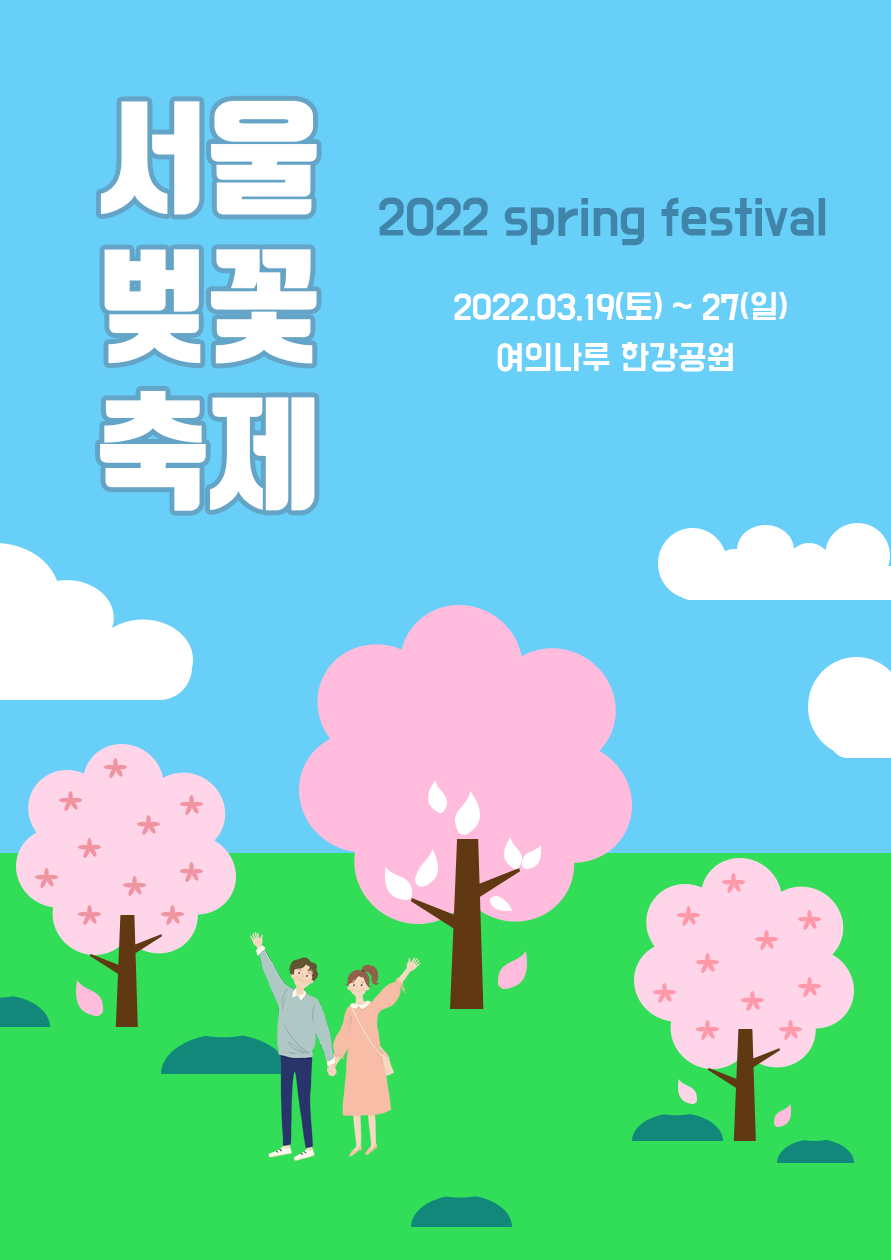 서울
벚꽃
축제
2022 spring festival
2022.03.19(토) ~ 27(일)
여의나루 한강공원